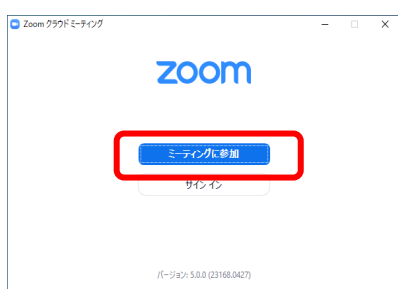 Zoom クラウド ミーティング
zoom
ミーティングに参加
サイン イン
バージョン: 5.0.0 (23168.0427)